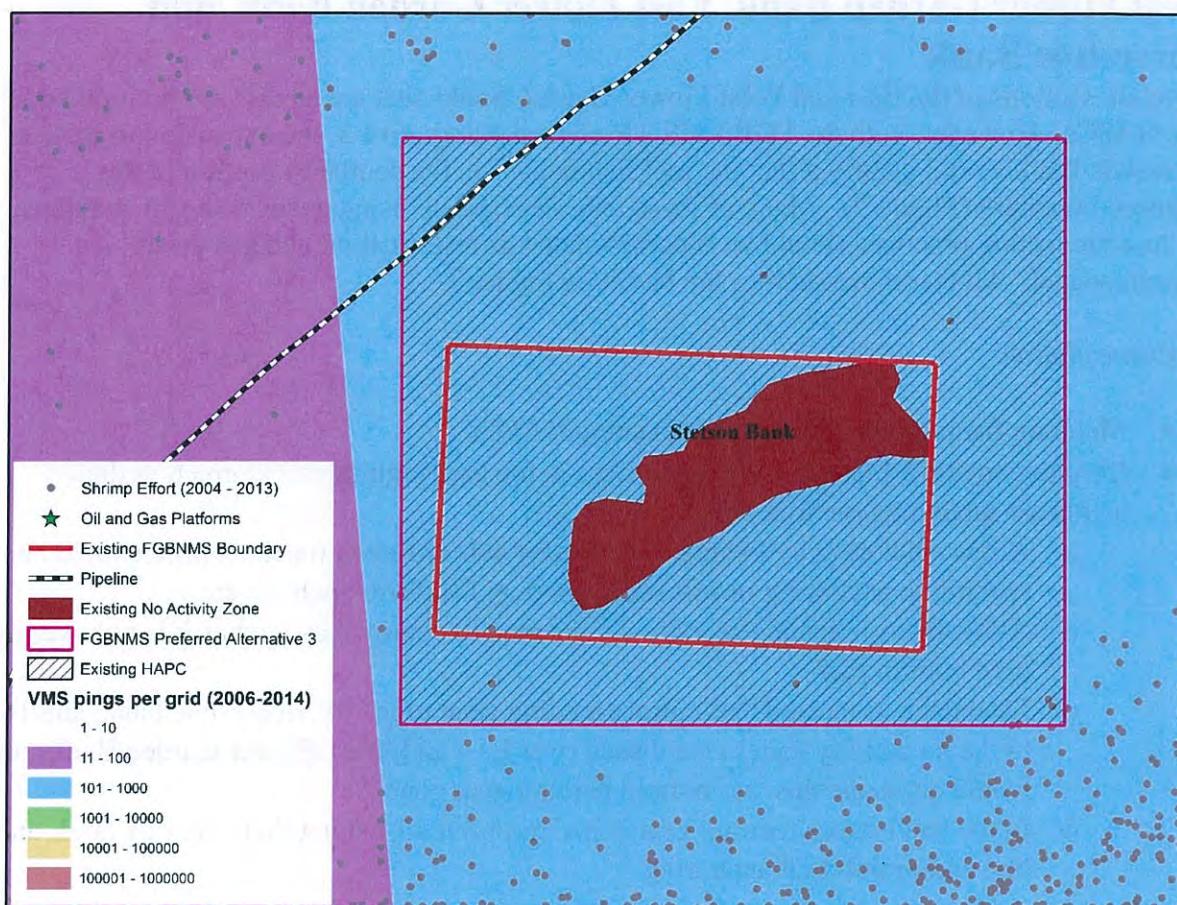 Stetson Bank
Shrimp Effort (2004 - 2013)
Oil and Gas Platforms
Existing FGBNMS Boundary
Pipeline
Existing No Activity Zone
FGBNMS Preferred Alternative 3
Existing HAPC
VMS pings per grid (2006-2014)
1 - 10
11 - 100
101 - 1000
1001 - 10000
10001 - 100000
100001 - 1000000